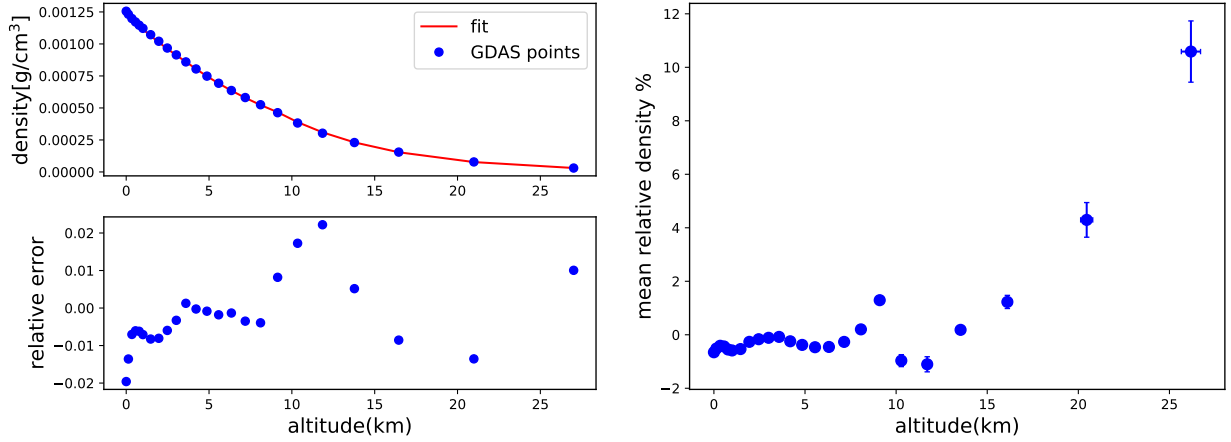 density[g/cm³]
0.00125
0.00100
0.00075
0.00050
0.00025
0.00000
fit
GDAS points
0 5 10 15 20 25
relative error
0.02
0.01
0.00
−0.01
−0.02
0 5 10 15 20 25
altitude(km)
mean relative density %
12
10
8
6
4
2
0
−2
0 5 10 15 20 25
altitude(km)